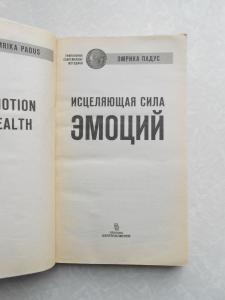 MRIKA PADUS
MOTION
EALTH
ЭМРИКА ПАДУС
ИСЦЕЛЯЮЩАЯ СИЛА
ЭМОЦИЙ